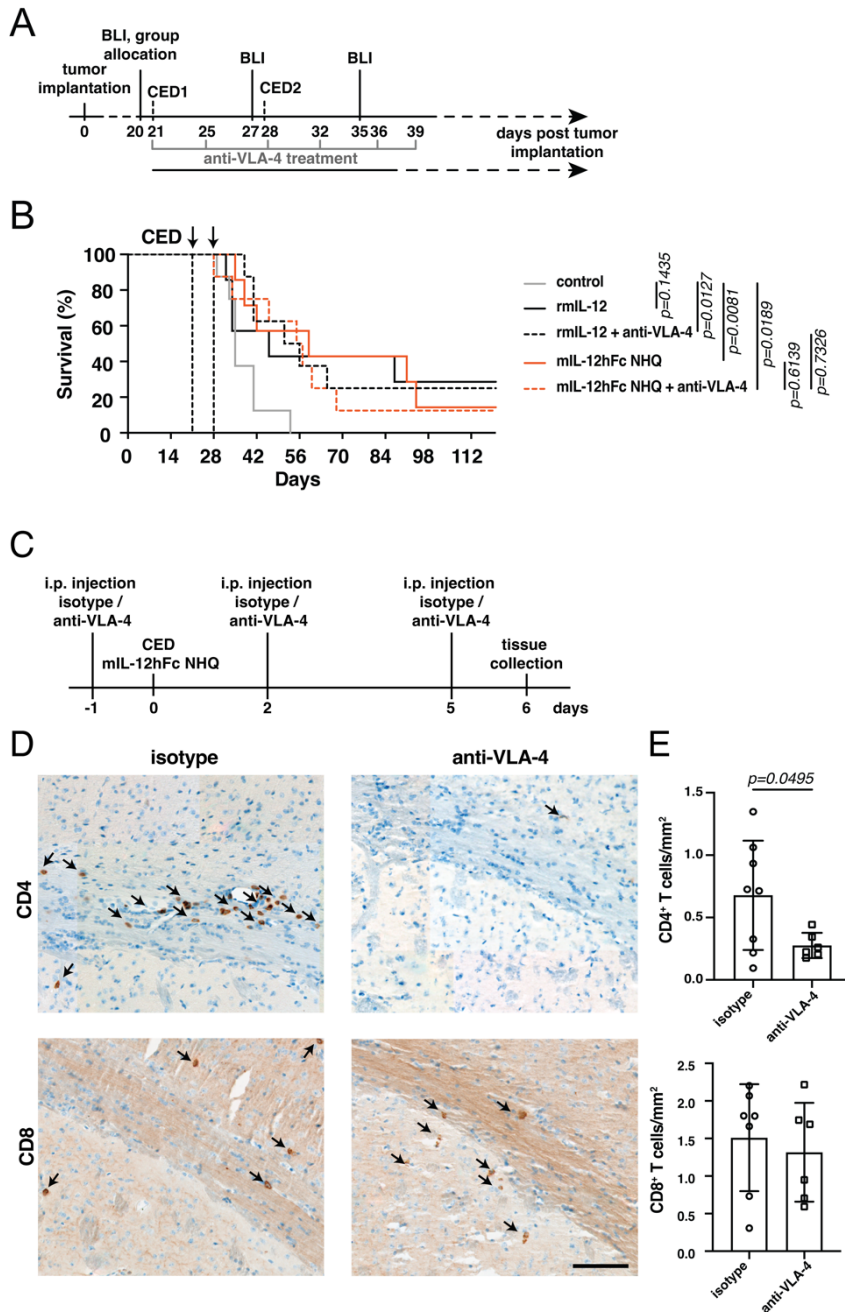 A
BLI, group
allocation
tumor
implantation
CED1
BLI
CED2
BLI
0
20
21
25
27
28
32
35
36
39
days post tumor
implantation
anti-VLA-4 treatment
B
CED
100
80
60
40
20
0
Survival (%)
0 14 28 42 56 70 84 98 112
Days
control
rmIL-12
rmIL-12 + anti-VLA-4
mIL-12hFc NHQ
mIL-12hFc NHQ + anti-VLA-4
p=0.1435
p=0.0127
p=0.0081
p=0.0189
p=0.6139
p=0.7326
C
i.p. injection
isotype /
anti-VLA-4
CED
mIL-12hFc NHQ
i.p. injection
isotype /
anti-VLA-4
i.p. injection
isotype /
anti-VLA-4
tissue
collection
-1 0 2 5 6 days
D
isotype
anti-VLA-4
CD4
CD8
E
p=0.0495
1.5
1.0
0.5
0.0
CD4⁺ T cells/mm²
isotype
anti-VLA-4
2.5
2.0
1.5
1.0
0.5
0.0
CD8⁺ T cells/mm²
isotype
anti-VLA-4